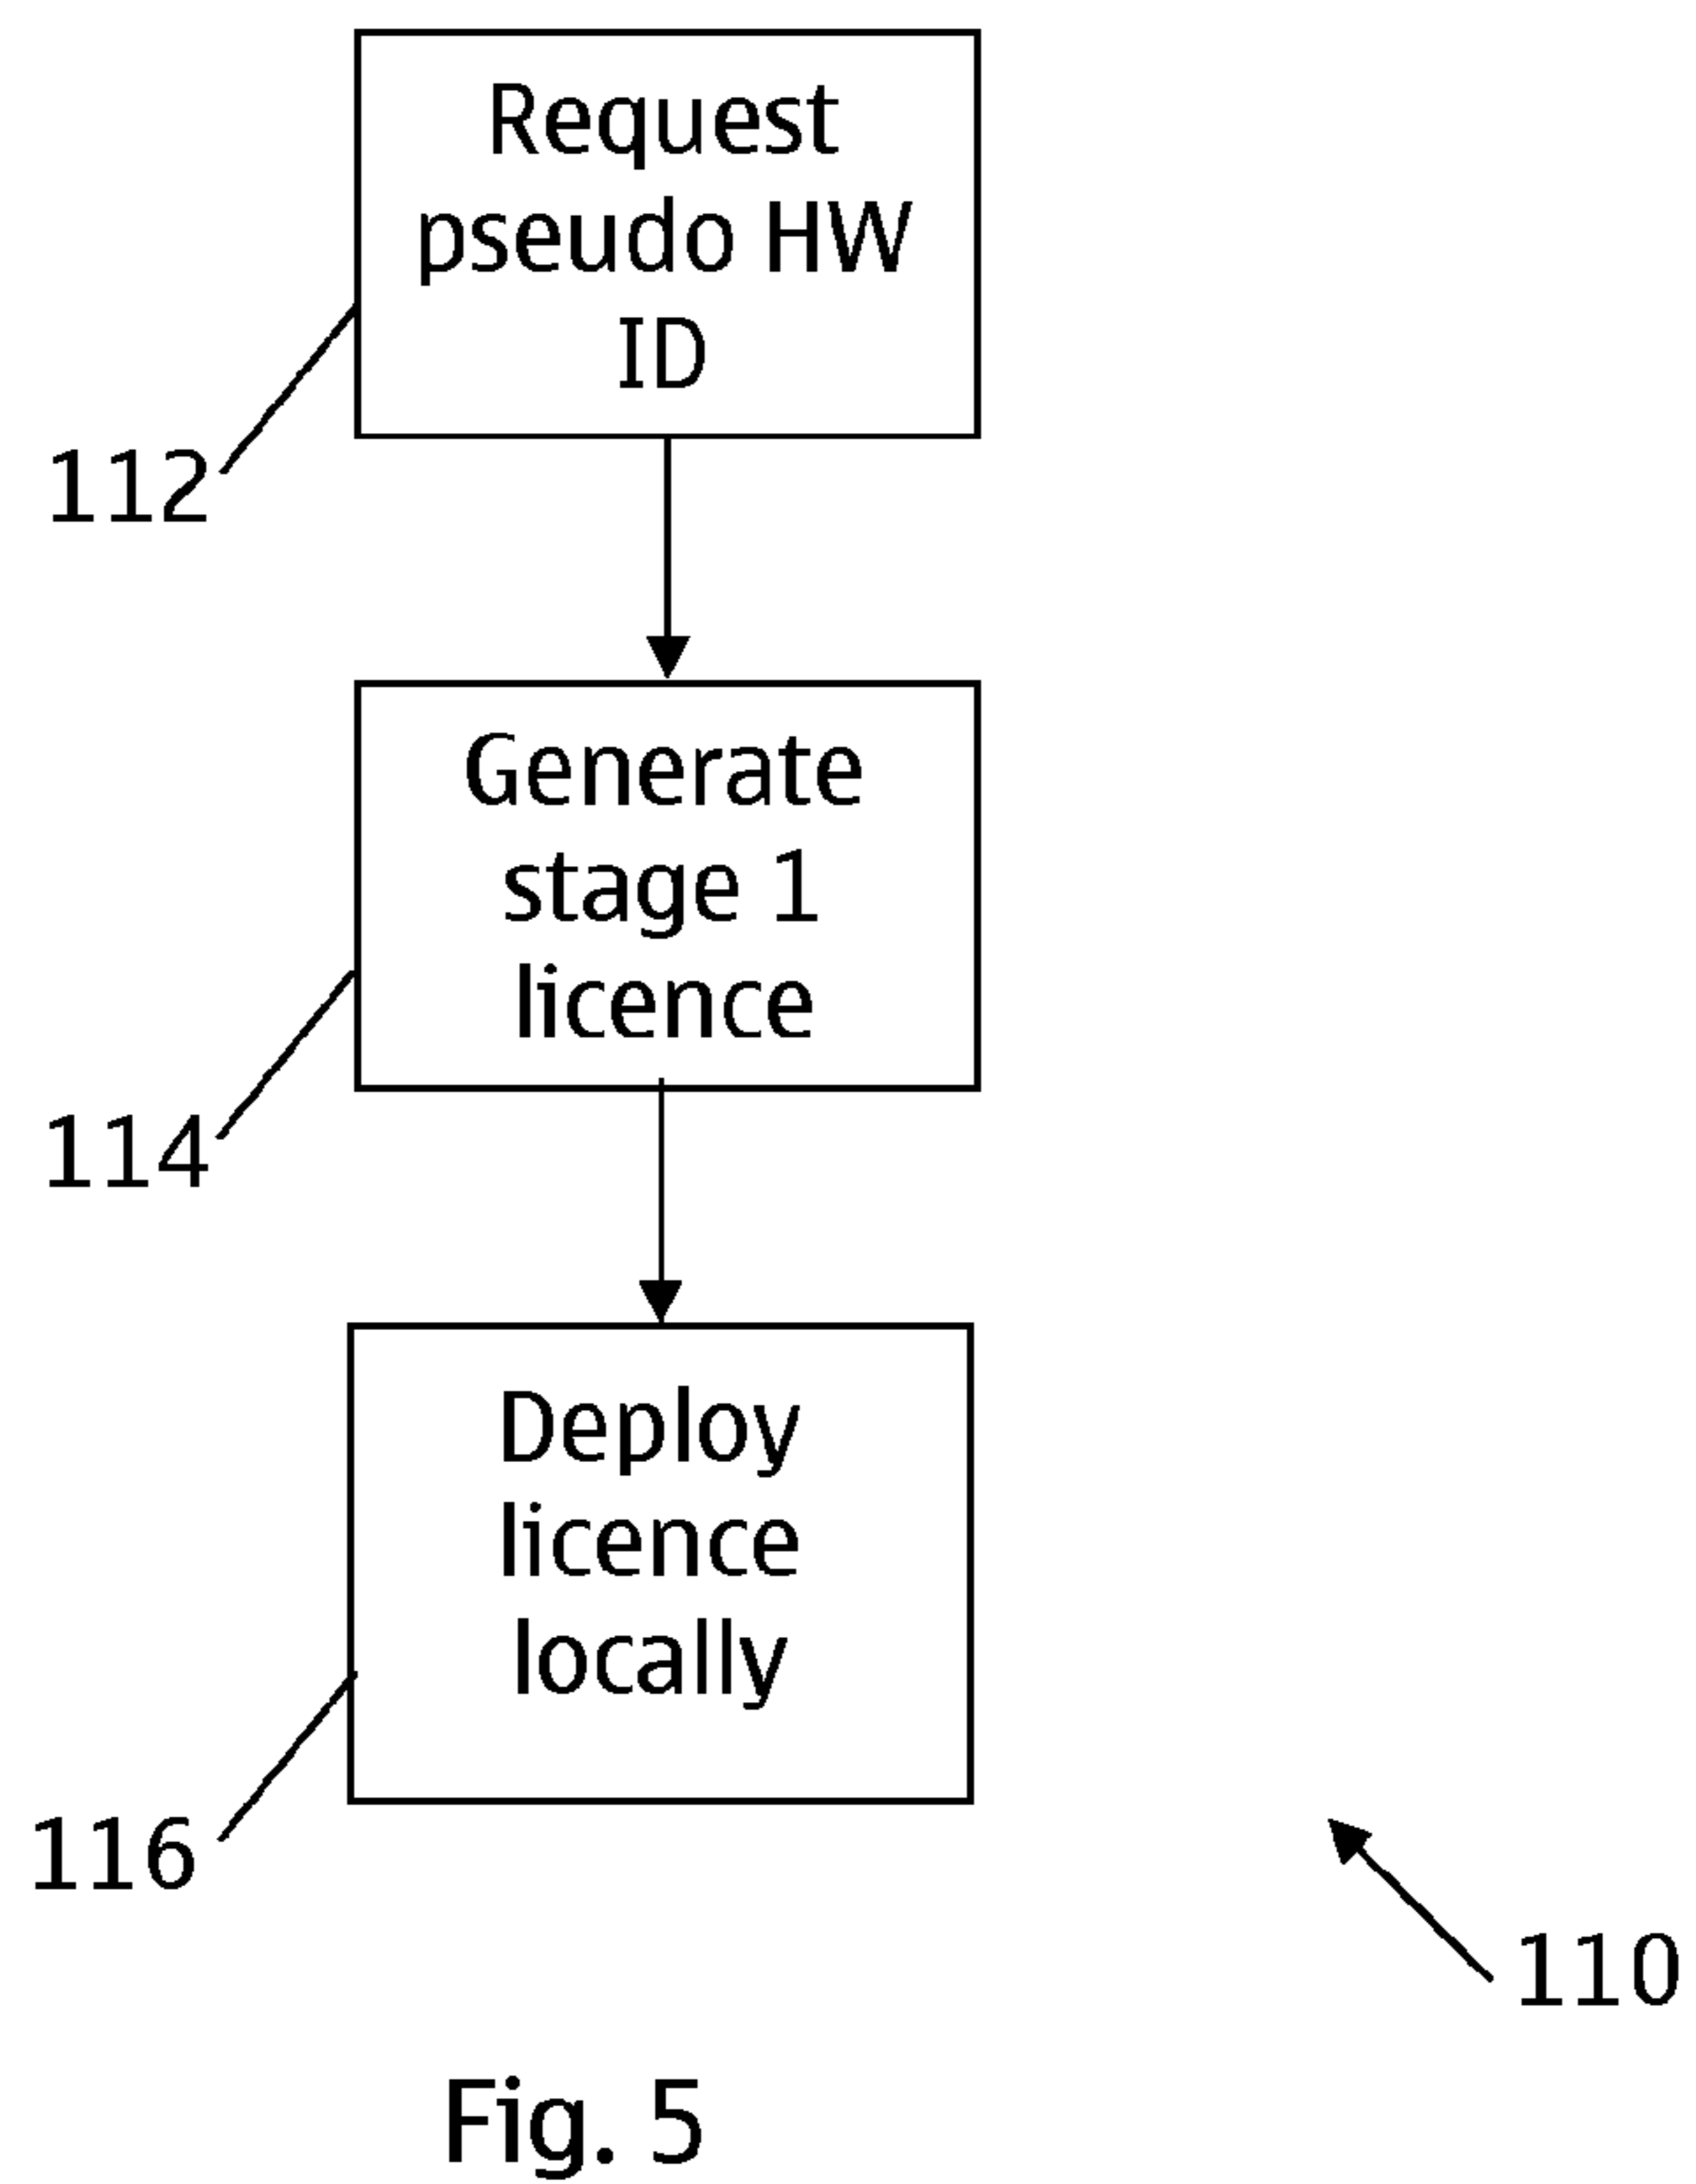 Request
pseudo HW
ID
112
Generate
stage 1
licence
114
Deploy
licence
locally
116
110
Fig. 5